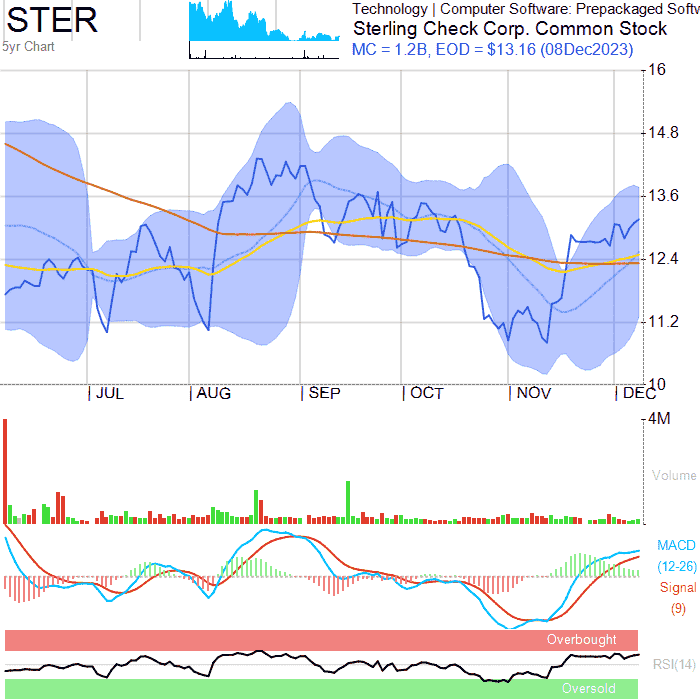 STER
5yr Chart
Technology | Computer Software: Prepackaged Softw
Sterling Check Corp. Common Stock
MC = 1.2B, EOD = $13.16 (08Dec2023)
16
14.8
13.6
12.4
11.2
10
JUL
AUG
SEP
OCT
NOV
DEC
4M
Volume
MACD
(12-26)
Signal
(9)
Overbought
RSI(14)
Oversold